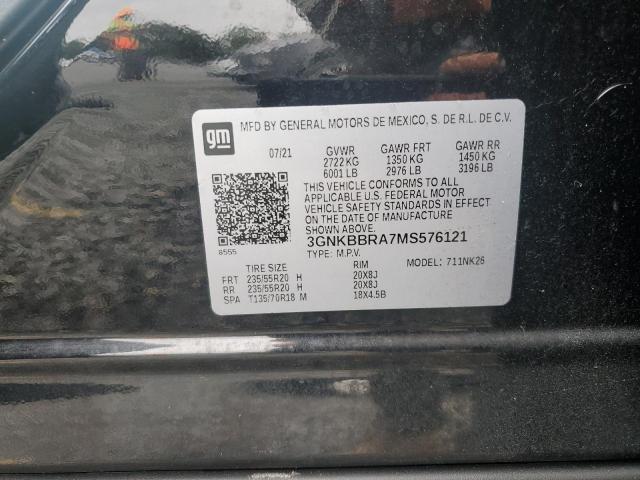 gm
MFD BY GENERAL MOTORS DE MEXICO, S. DE R.L. DE C.V.
07/21 GVWR GAWR FRT GAWR RR
2722 KG 1350 KG 1450 KG
6001 LB 2976 LB 3196 LB
THIS VEHICLE CONFORMS TO ALL
APPLICABLE U.S. FEDERAL MOTOR
VEHICLE SAFETY STANDARDS IN EFFECT
ON THE DATE OF MANUFACTURE
SHOWN ABOVE.
8555
3GNKBBRA7MS576121
TYPE: M.P.V. MODEL: 711NK26
TIRE SIZE RIM
FRT 235/55R20 H 20X8J
RR 235/55R20 H 20X8J
SPA T135/70R18 M 18X4.5B